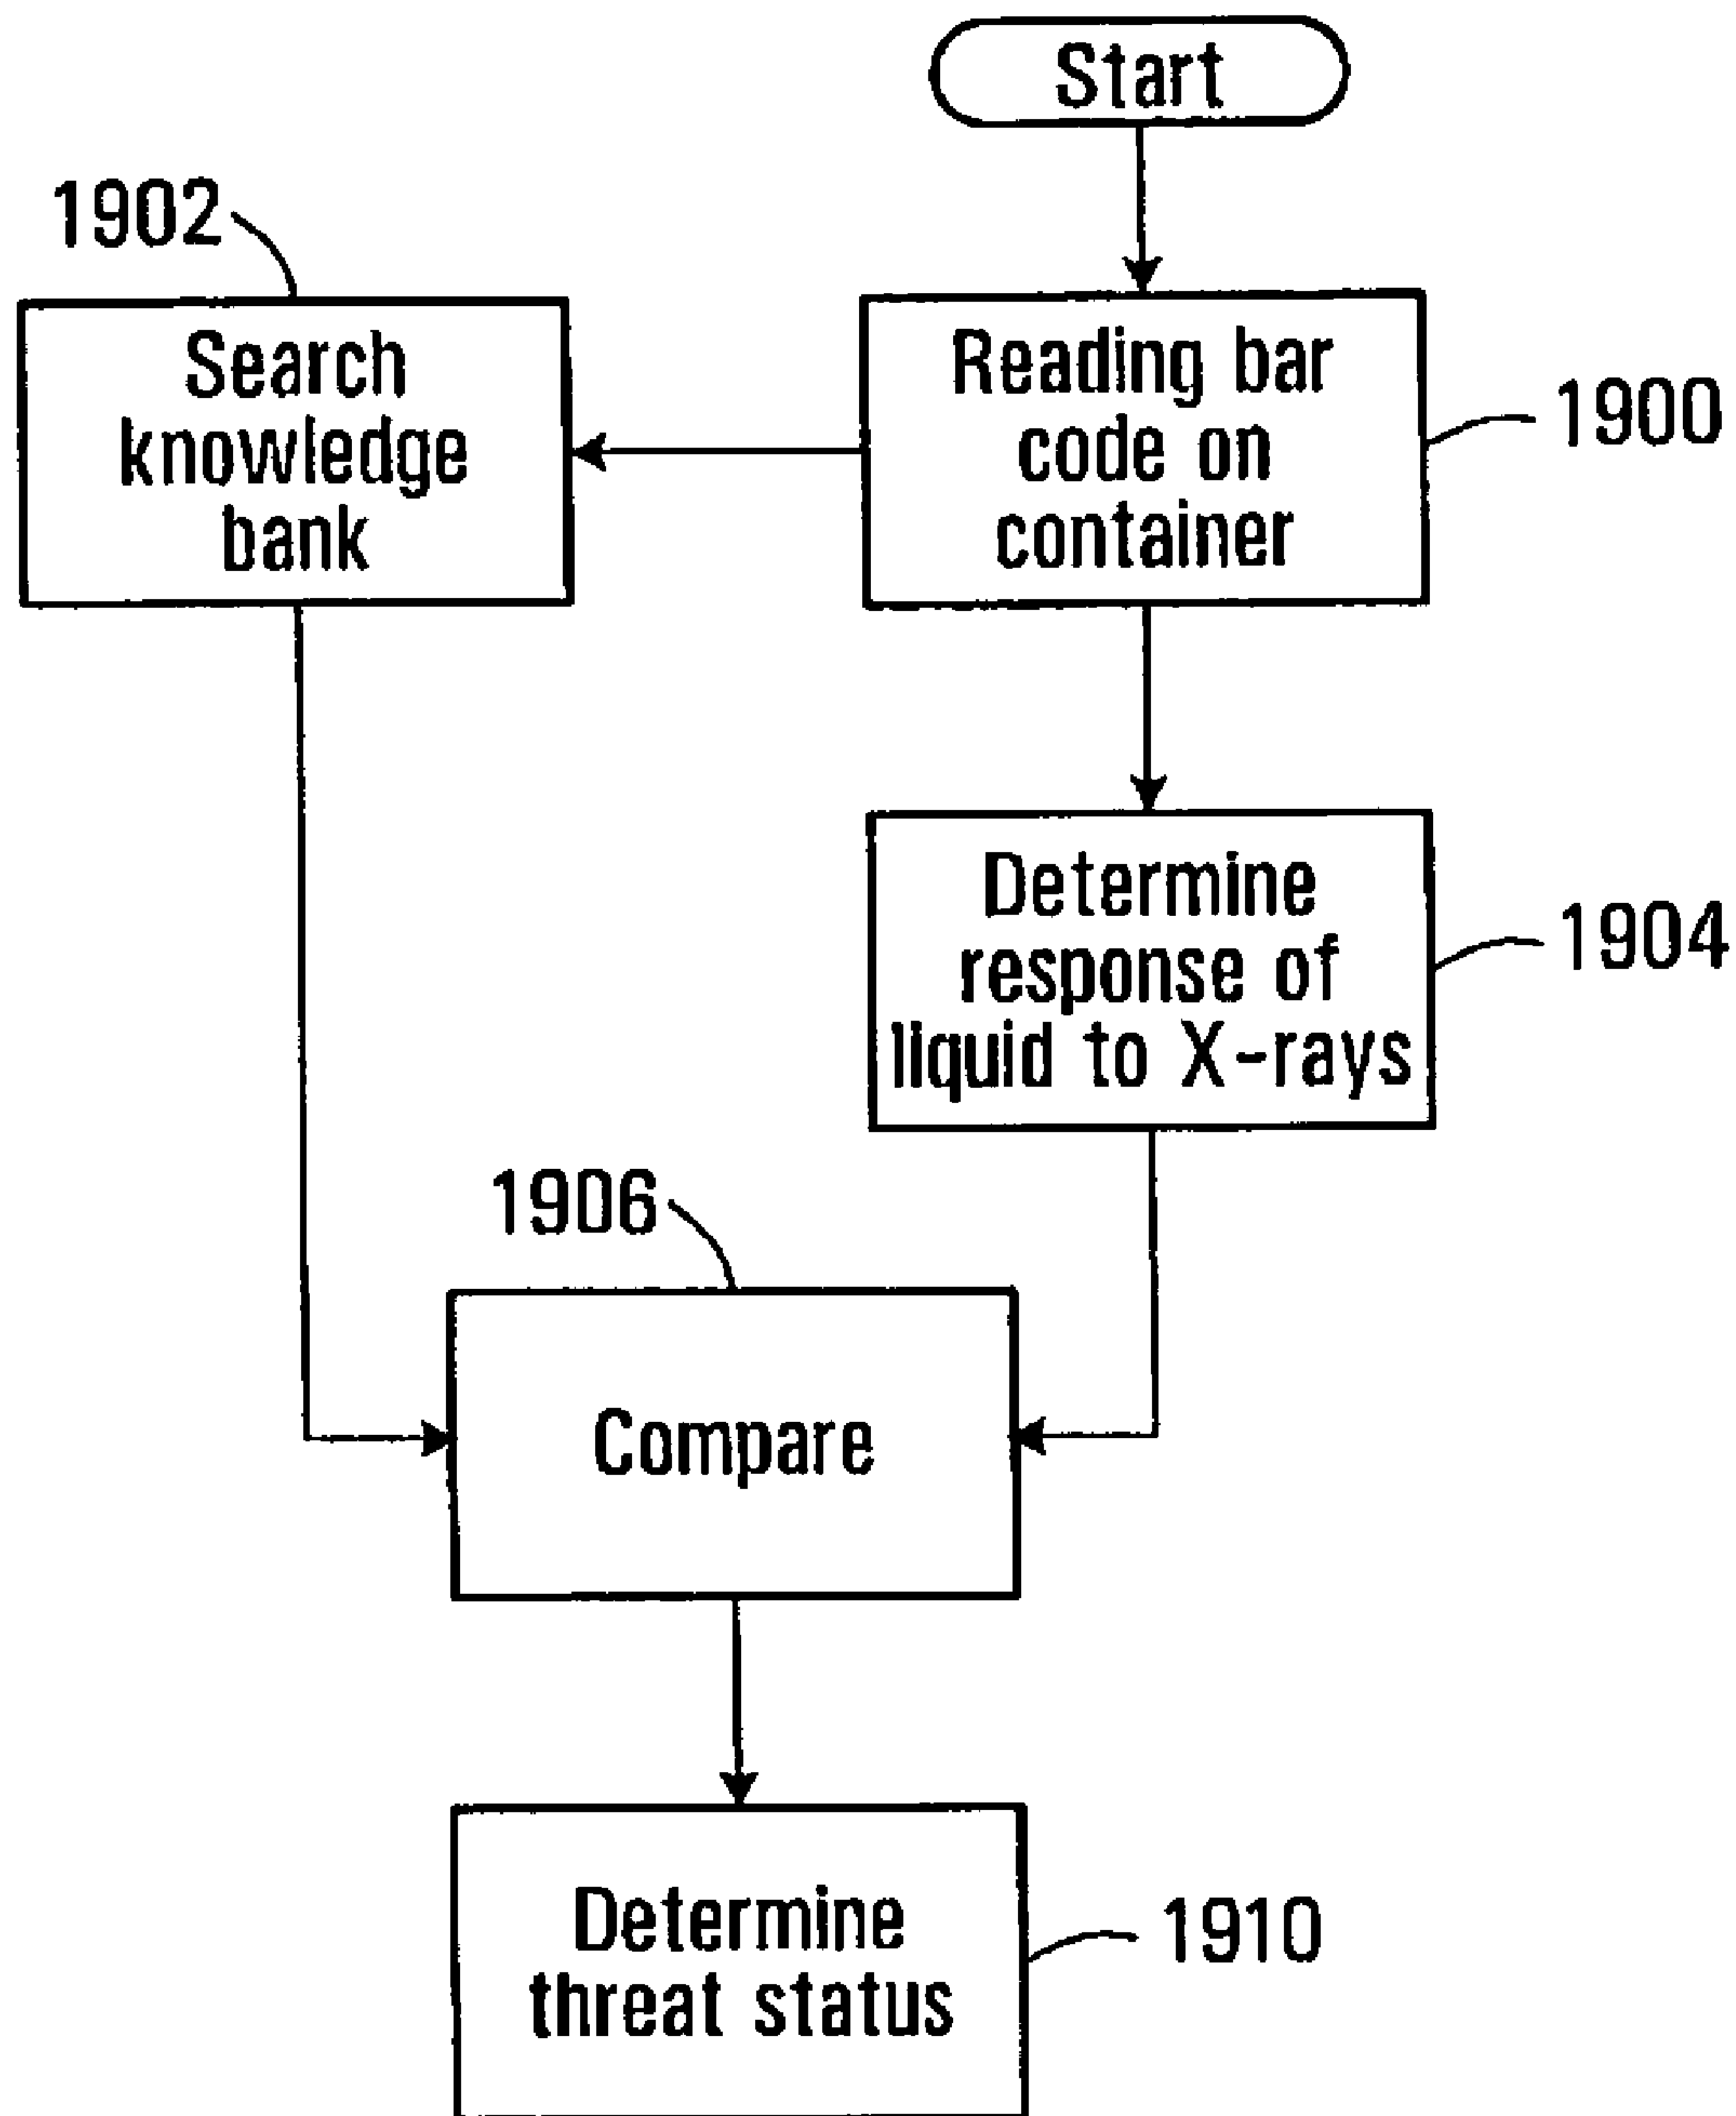 Start
1902
Search
knowledge
bank
Reading bar
code on
container
1900
Determine
response of
liquid to X-rays
1904
1906
Compare
Determine
threat status
1910